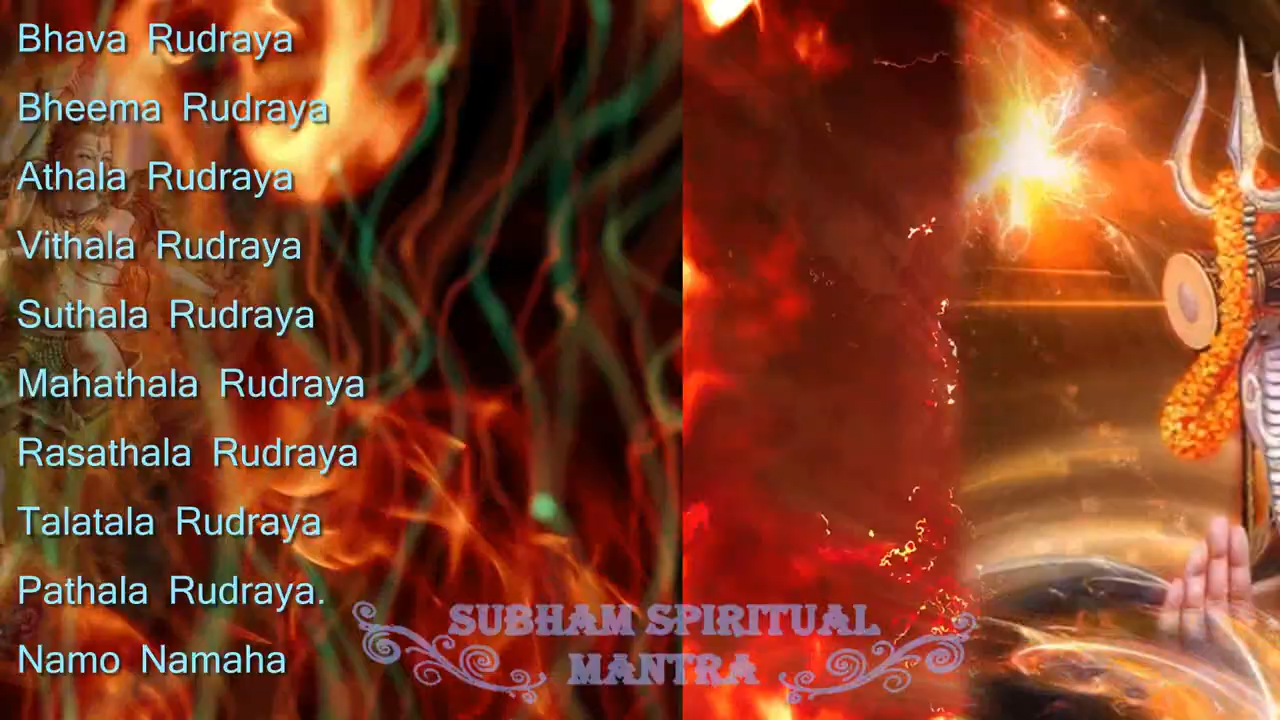 Bhava Rudraya
Bheema Rudraya
Athala Rudraya
Vithala Rudraya
Suthala Rudraya
Mahathala Rudraya
Rasathala Rudraya
Talatala Rudraya
Pathala Rudraya.
Namo Namaha
SUBHAM SPIRITUAL
MANTRA